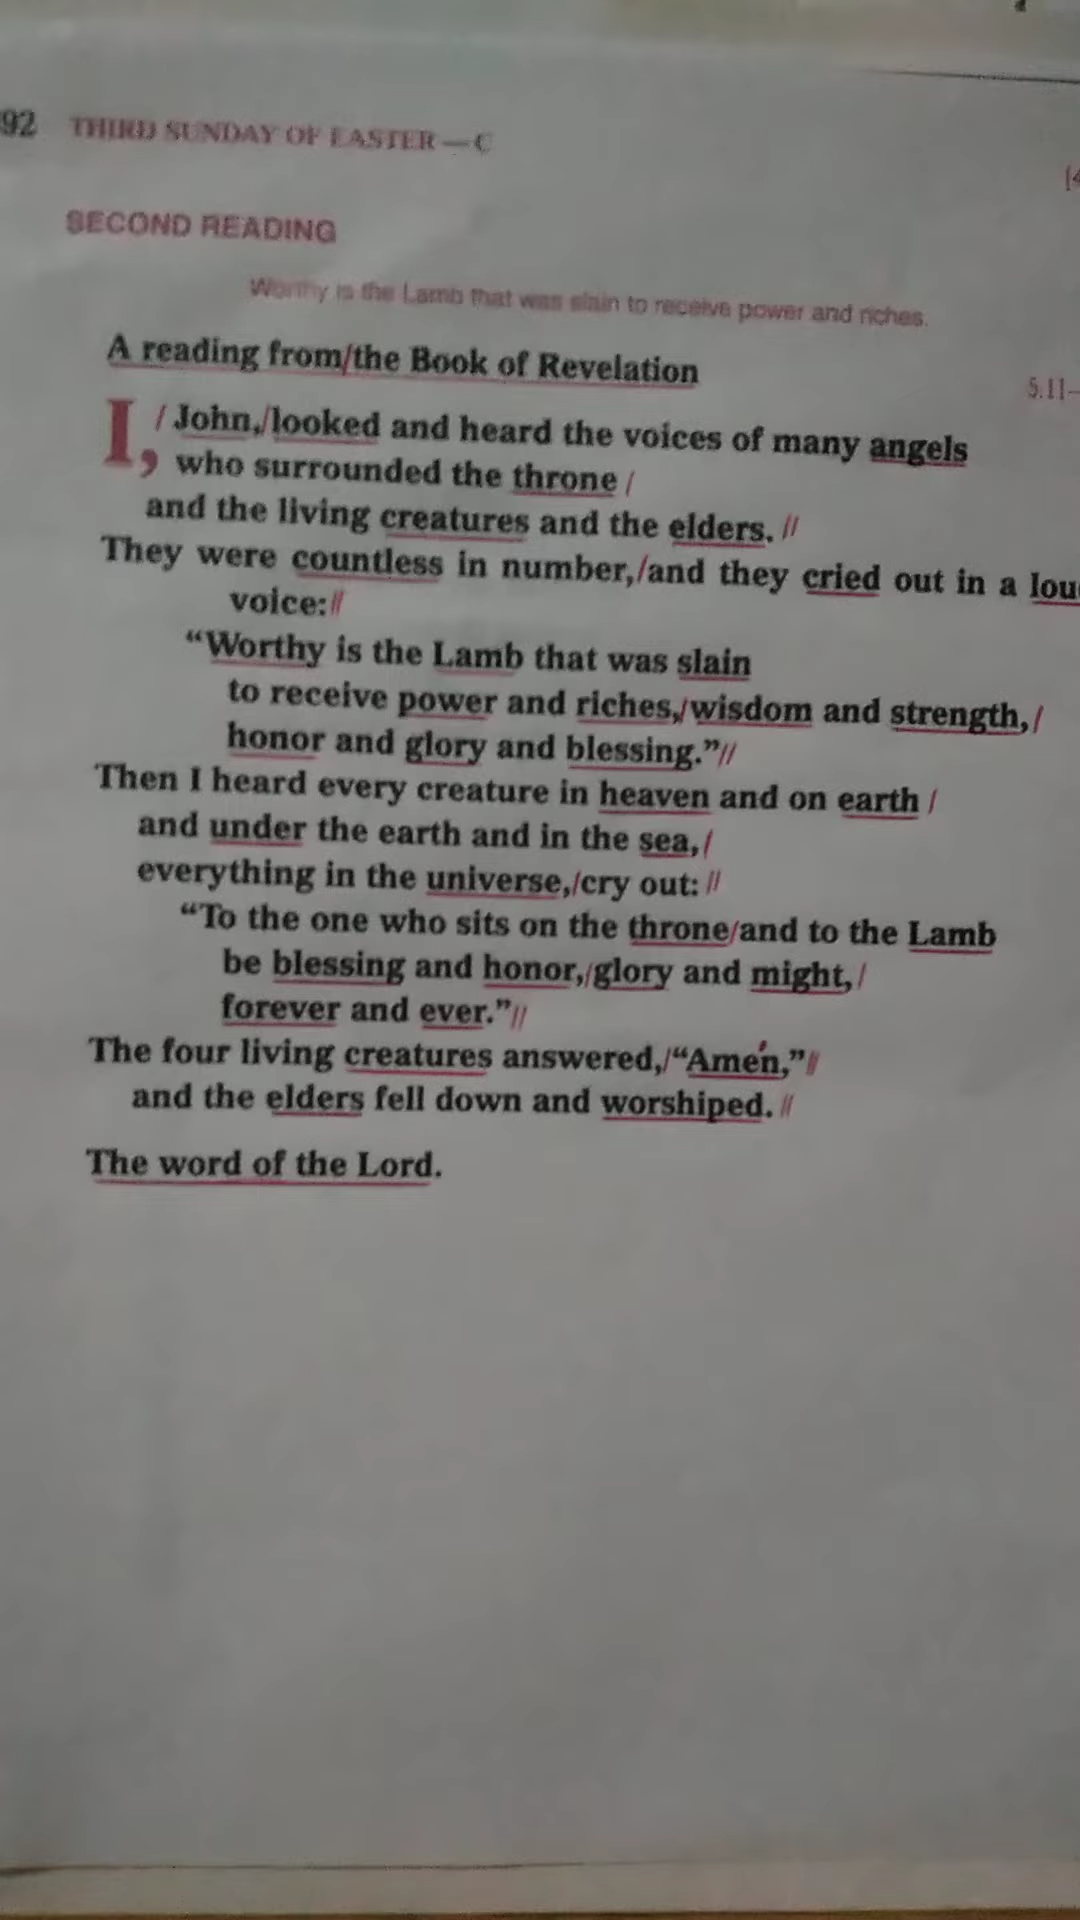 92 THIRD SUNDAY OF EASTER — C
SECOND READING
Worthy is the Lamb that was slain to receive power and riches.
A reading from/the Book of Revelation
5.11–
I, / John,/looked and heard the voices of many angels
who surrounded the throne /
and the living creatures and the elders. //
They were countless in number,/and they cried out in a lou
voice: //
“Worthy is the Lamb that was slain
to receive power and riches,/wisdom and strength,/
honor and glory and blessing.”//
Then I heard every creature in heaven and on earth /
and under the earth and in the sea,/
everything in the universe,/cry out: //
“To the one who sits on the throne/and to the Lamb
be blessing and honor,/glory and might,/
forever and ever.”//
The four living creatures answered,/“Amen,”//
and the elders fell down and worshiped. //
The word of the Lord.